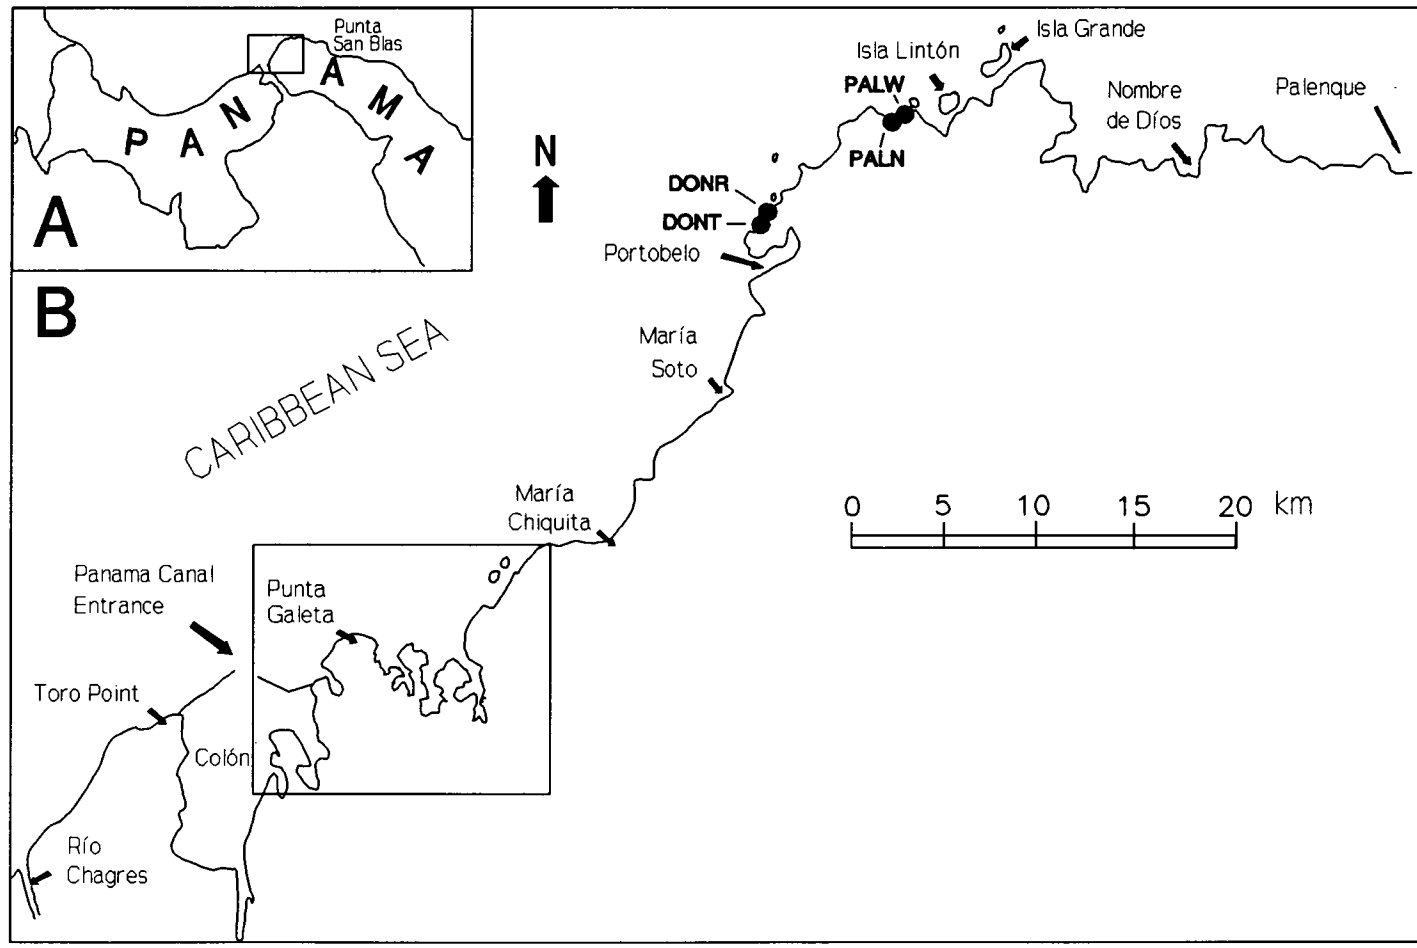 Punta
San Blas
PANAMA
A
N
B
CARIBBEAN SEA
Isla Grande
Isla Lintón
PALW
PALN
Nombre
de Díos
Palenque
DONR
DONT
Portobelo
María
Soto
María
Chiquita
0 5 10 15 20 km
Panama Canal
Entrance
Punta
Galeta
Toro Point
Colón
Río
Chagres